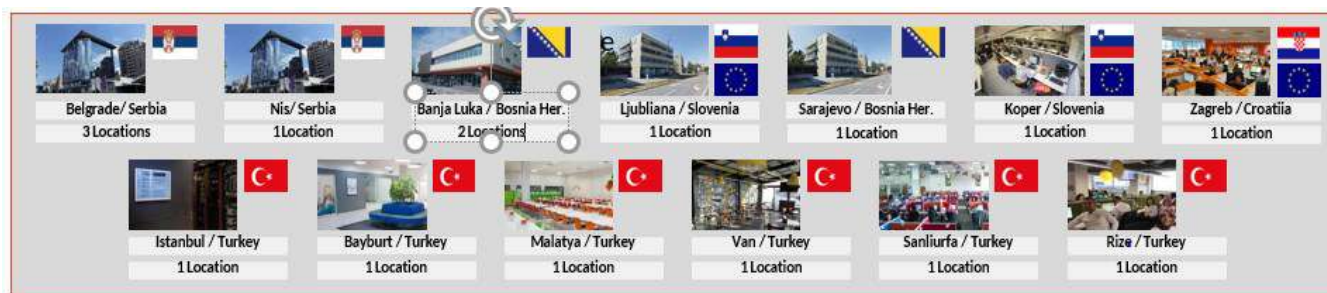 e
Belgrade/ Serbia
3 Locations
Nis/ Serbia
1 Location
Banja Luka / Bosnia Her.
2 Locations
Ljubliana / Slovenia
1 Location
Sarajevo / Bosnia Her.
1 Location
Koper / Slovenia
1 Location
Zagreb / Croatiia
1 Location
Istanbul / Turkey
1 Location
Bayburt / Turkey
1 Location
Malatya / Turkey
1 Location
Van / Turkey
1 Location
Sanliurfa / Turkey
1 Location
Rize / Turkey
1 Location